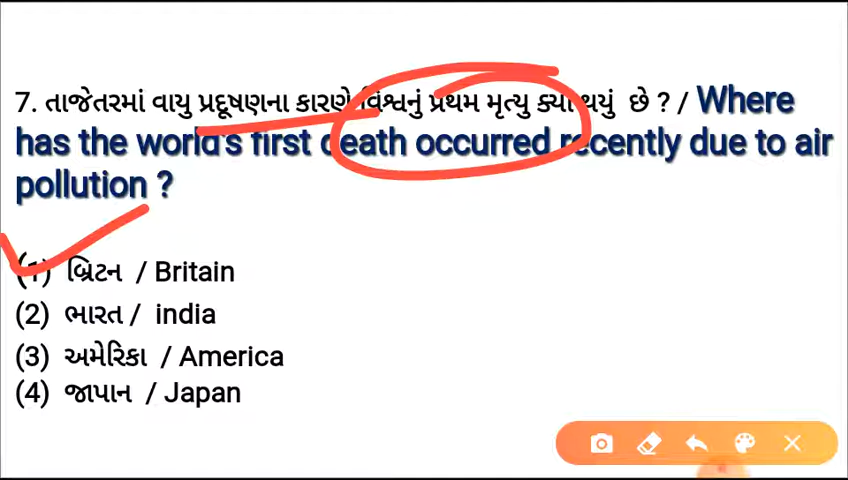 7. તાજેતરમાં વાયુ પ્રદૂષણના કારણે વિશ્વનું પ્રથમ મૃત્યુ ક્યાં થયું છે ? / Where
has the world's first death occurred recently due to air
pollution ?
(1) બ્રિટન / Britain
(2) ભારત / india
(3) અમેરિકા / America
(4) જાપાન / Japan